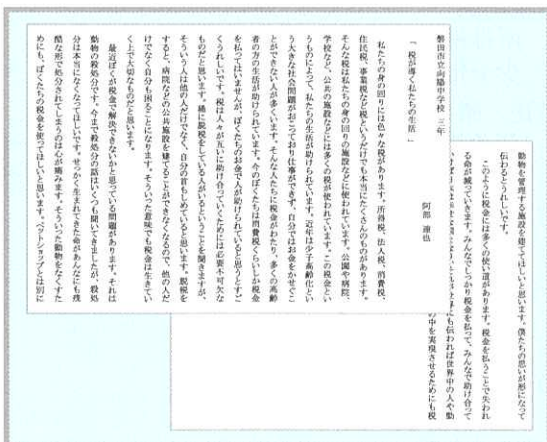 磐田市立向陽中学校 三年
「税が導く私たちの生活」
阿部 遼也
私たちの身の回りには色々な税があります。所得税、法人税、消費税、
住民税、事業税など税というだけでも本当にたくさんのものがあります。
そんな税は私たちの身の回りの施設などに使われています。公園や病院、
学校など、公共の施設などには多くの税が使われています。この税とい
うものによって、私たちの生活が助けられています。近年は少子高齢化とい
う大きな社会問題がおこっており仕事ができず、自分ではお金をかせぐこ
とができない人が多くいます。そんな人たちに税金がわたり、多くの高齢
者の方の生活が助けられています。今のぼくたちは消費税くらいしか税金
を払ってはいませんが、ぼくたちのお金で人が助けられていると思うとすご
くうれしいです。税は人々が互いに助け合っていくためには必要不可欠な
ものだと思います。稀に脱税をしている人がいるということを聞きますが、
そういう人は他の人だけでなく、自分の首もしめていると思います。脱税を
すると、病院などの公共施設を建てることができなくなるので、他の人だ
けでなく自分も困ることになります。そういった意味でも税金は生きてい
く上で大切なものだと思います。
最近ぼくが税金で解決できないかと思っている問題があります。それは
動物の殺処分です。今まで殺処分の話はいくつも聞いてきましたが、殺処
分は本当になくなってほしいです。せっかく生まれてきた命があんなにも残
酷な形で処分されてしまうのは心が痛みます。そういった動物をなくすた
めにも、ぼくたちの税金を使ってほしいと思います。ペットショップとは別に
動物を管理する施設を建ててほしいと思います。僕たちの思いが形になって
伝わるとうれしいです。
このように税金には多くの使い道があります。税金を払うことで失われ
る命が減っていきます。みんなでしっかり税金を払って、みんなで助け合って
にも伝われば世界中の人や動
の中を実現させるためにも税